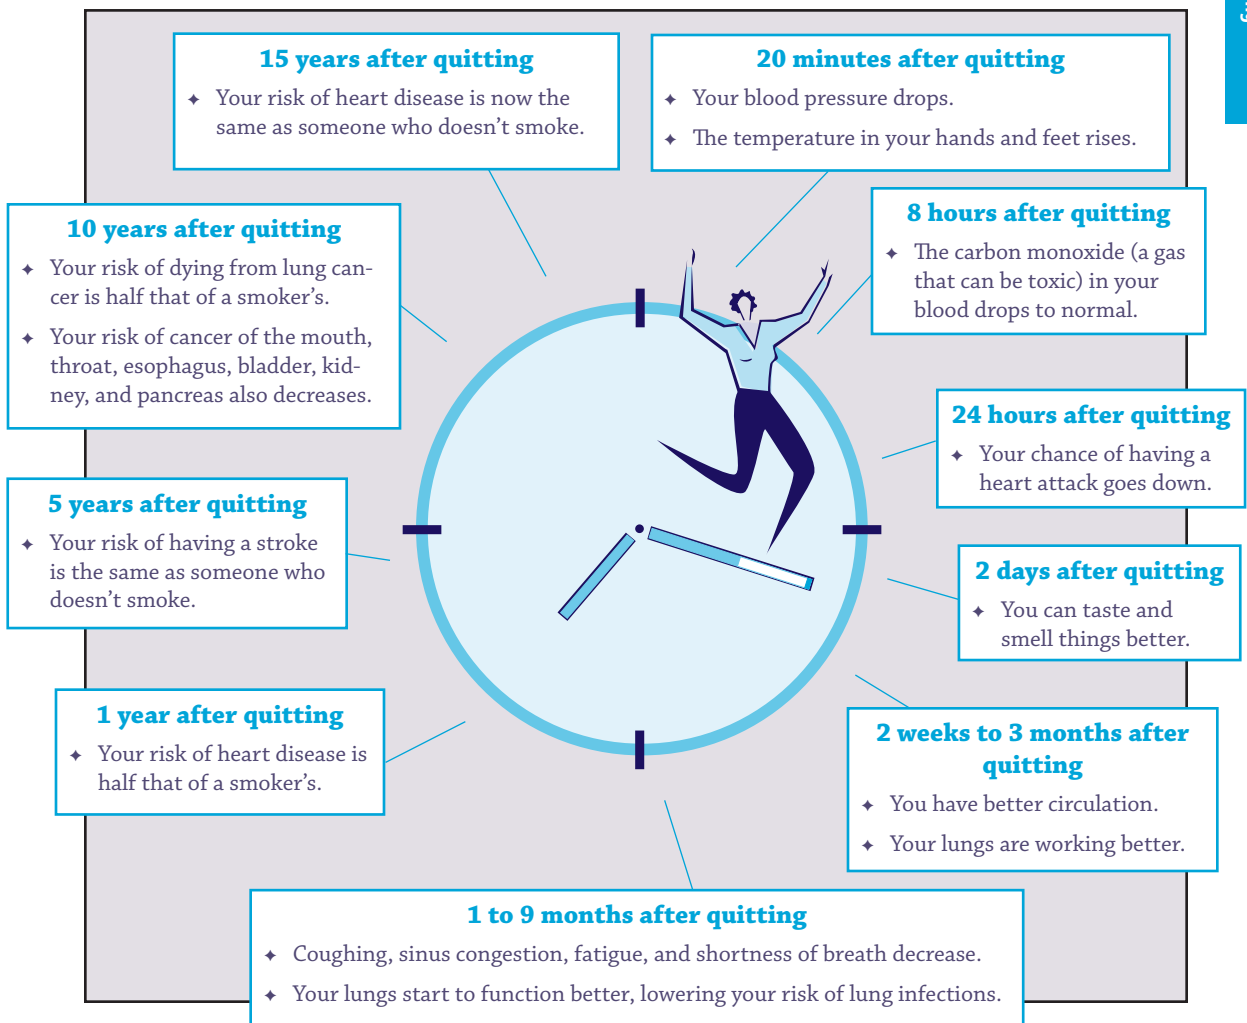 20 minutes after quitting
✦ Your blood pressure drops.
✦ The temperature in your hands and feet rises.
8 hours after quitting
✦ The carbon monoxide (a gas
that can be toxic) in your
blood drops to normal.
24 hours after quitting
✦ Your chance of having a
heart attack goes down.
2 days after quitting
✦ You can taste and
smell things better.
2 weeks to 3 months after
quitting
✦ You have better circulation.
✦ Your lungs are working better.
1 to 9 months after quitting
✦ Coughing, sinus congestion, fatigue, and shortness of breath decrease.
✦ Your lungs start to function better, lowering your risk of lung infections.
1 year after quitting
✦ Your risk of heart disease is
half that of a smoker’s.
5 years after quitting
✦ Your risk of having a stroke
is the same as someone who
doesn’t smoke.
10 years after quitting
✦ Your risk of dying from lung can-
cer is half that of a smoker’s.
✦ Your risk of cancer of the mouth,
throat, esophagus, bladder, kid-
ney, and pancreas also decreases.
15 years after quitting
✦ Your risk of heart disease is now the
same as someone who doesn’t smoke.